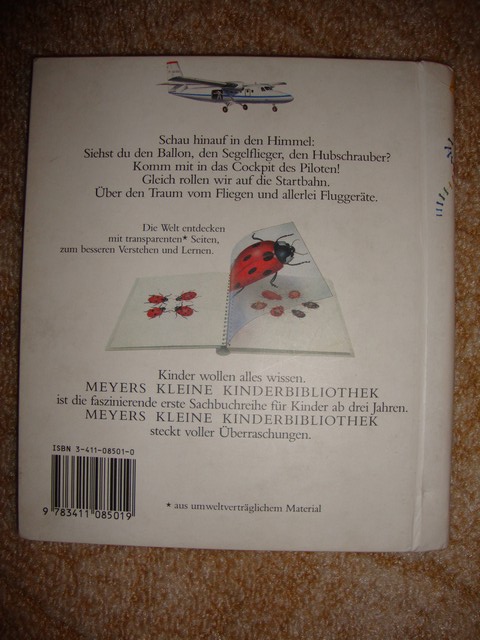 Schau hinauf in den Himmel:
Siehst du den Ballon, den Segelflieger, den Hubschrauber?
Komm mit in das Cockpit des Piloten!
Gleich rollen wir auf die Startbahn.
Über den Traum vom Fliegen und allerlei Fluggeräte.
Die Welt entdecken
mit transparenten* Seiten,
zum besseren Verstehen und Lernen.
Kinder wollen alles wissen.
MEYERS KLEINE KINDERBIBLIOTHEK
ist die faszinierende erste Sachbuchreihe für Kinder ab drei Jahren.
MEYERS KLEINE KINDERBIBLIOTHEK
steckt voller Überraschungen.
ISBN 3-411-08501-0
9 783411 085019
* aus umweltverträglichem Material